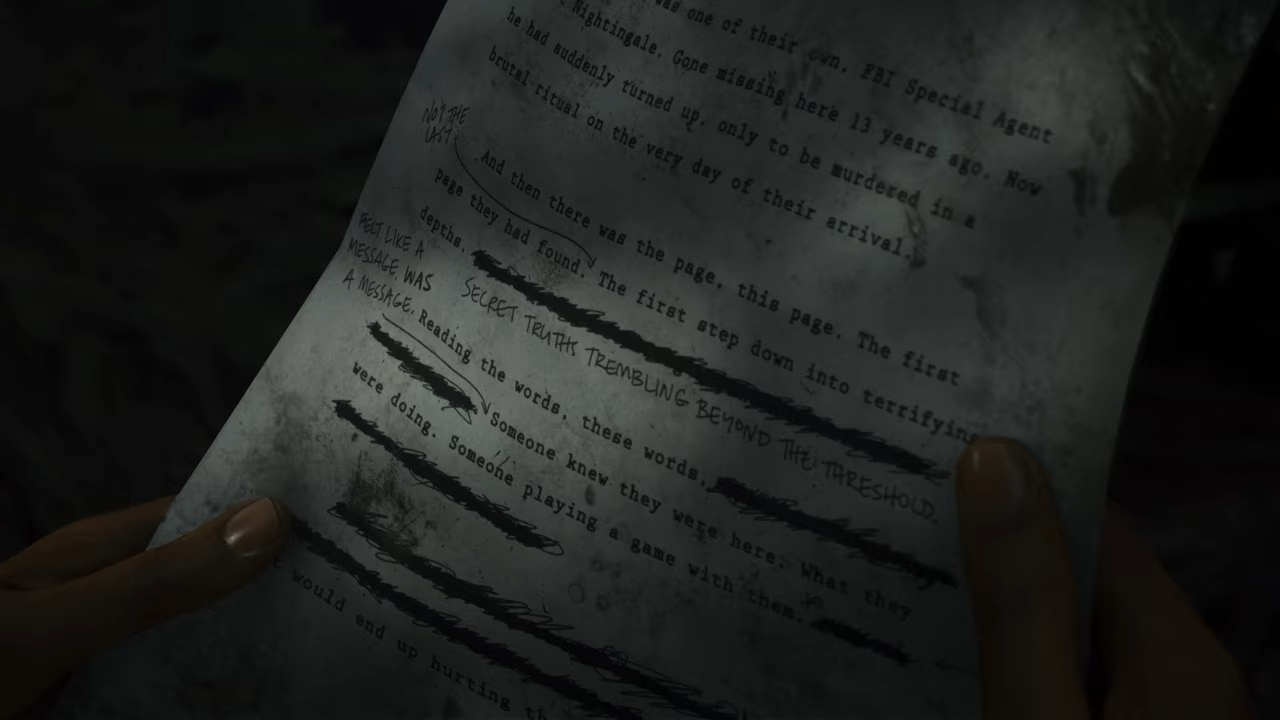 was one of their own, FBI Special Agent
Nightingale. Gone missing here 13 years ago. Now
he had suddenly turned up, only to be murdered in a
brutal ritual on the very day of their arrival.
NOT THE
LAST
And then there was the page, this page. The first
page they had found. The first step down into terrifying
depths.
SECRET TRUTHS TREMBLING BEYOND THE THRESHOLD.
FELT LIKE A
MESSAGE. WAS
A MESSAGE.
Reading the words, these words,
Someone knew they were here. What they
were doing. Someone playing a game with them.
would end up hurting